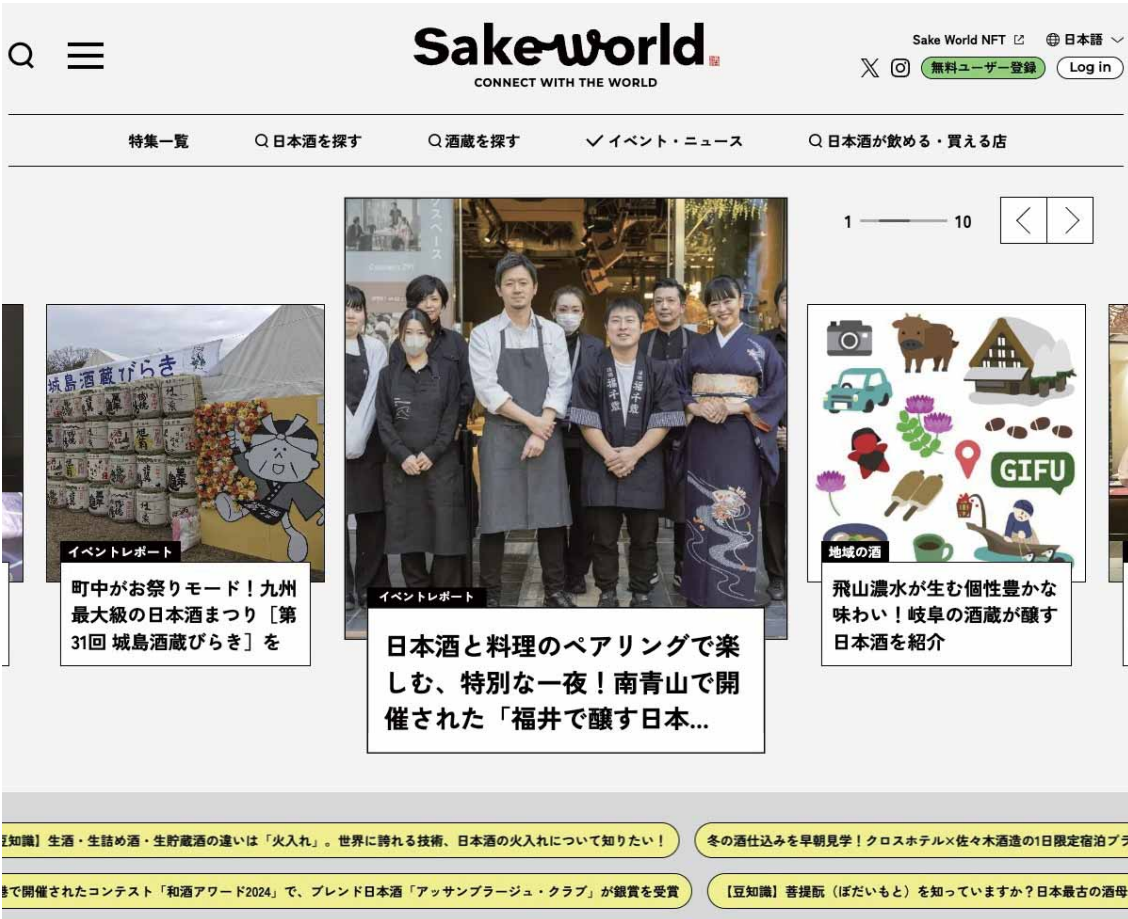 Sake World
CONNECT WITH THE WORLD
Sake World NFT
日本語
無料ユーザー登録
Log in
特集一覧
日本酒を探す
酒蔵を探す
イベント・ニュース
日本酒が飲める・買える店
1
10
城島酒蔵びらき
イベントレポート
町中がお祭りモード！九州
最大級の日本酒まつり［第
31回 城島酒蔵びらき］を
スペース
福千歳
福千歳
イベントレポート
日本酒と料理のペアリングで楽
しむ、特別な一夜！南青山で開
催された「福井で醸す日本...
GIFU
地域の酒
飛山濃水が生む個性豊かな
味わい！岐阜の酒蔵が醸す
日本酒を紹介
知識】生酒・生詰め酒・生貯蔵酒の違いは「火入れ」。世界に誇れる技術、日本酒の火入れについて知りたい！
冬の酒仕込みを早朝見学！クロスホテル×佐々木酒造の1日限定宿泊プラ
で開催されたコンテスト「和酒アワード2024」で、ブレンド日本酒「アッサンブラージュ・クラブ」が銀賞を受賞
【豆知識】菩提酛（ぼだいもと）を知っていますか？日本最古の酒母